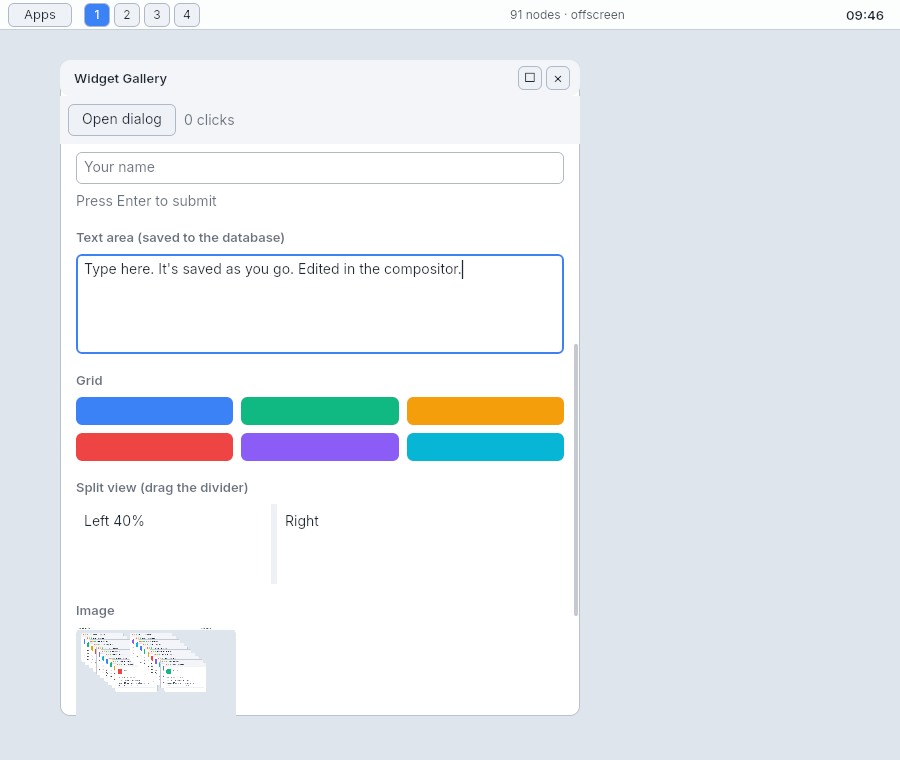 Apps
1
2
3
4
91 nodes · offscreen
09:46
Widget Gallery
Open dialog
0 clicks
Your name
Press Enter to submit
Text area (saved to the database)
Type here. It's saved as you go. Edited in the compositor.
Grid
Split view (drag the divider)
Left 40%
Right
Image